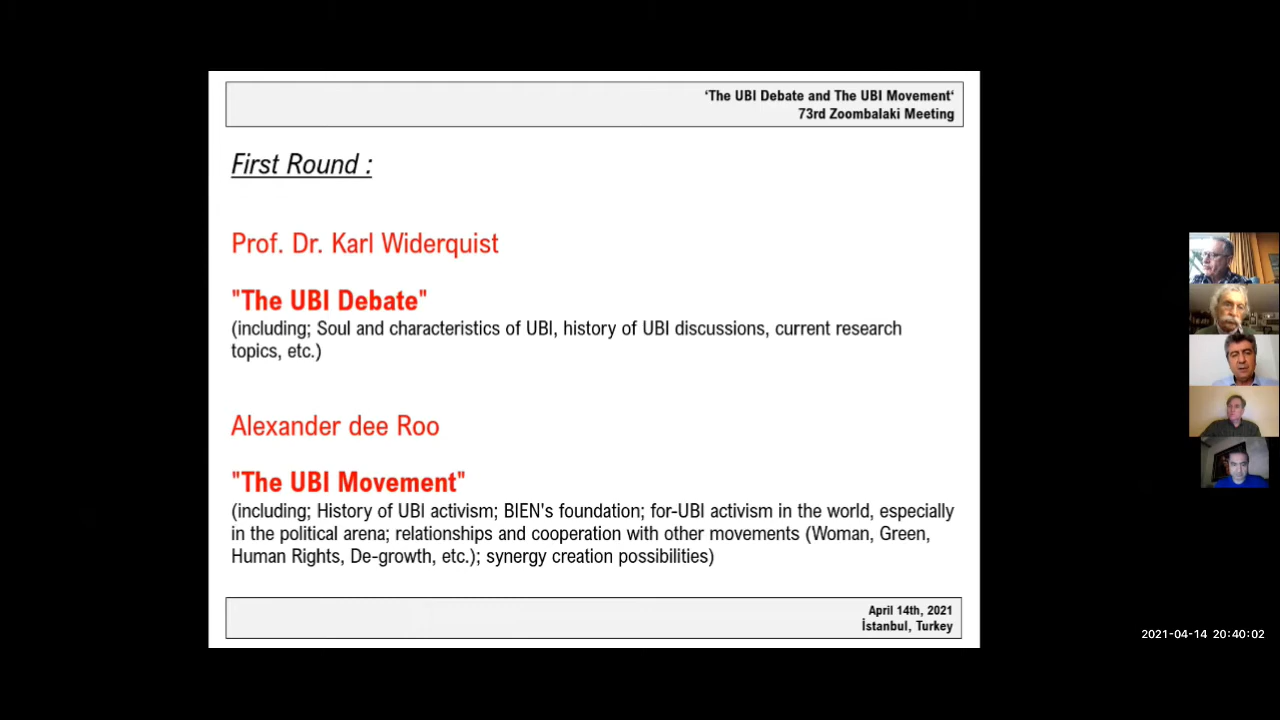 ‘The UBI Debate and The UBI Movement‘
73rd Zoombalaki Meeting
First Round :
Prof. Dr. Karl Widerquist
"The UBI Debate"
(including; Soul and characteristics of UBI, history of UBI discussions, current research
topics, etc.)
Alexander dee Roo
"The UBI Movement"
(including; History of UBI activism; BIEN's foundation; for-UBI activism in the world, especially
in the political arena; relationships and cooperation with other movements (Woman, Green,
Human Rights, De-growth, etc.); synergy creation possibilities)
April 14th, 2021
İstanbul, Turkey
2021-04-14 20:40:02